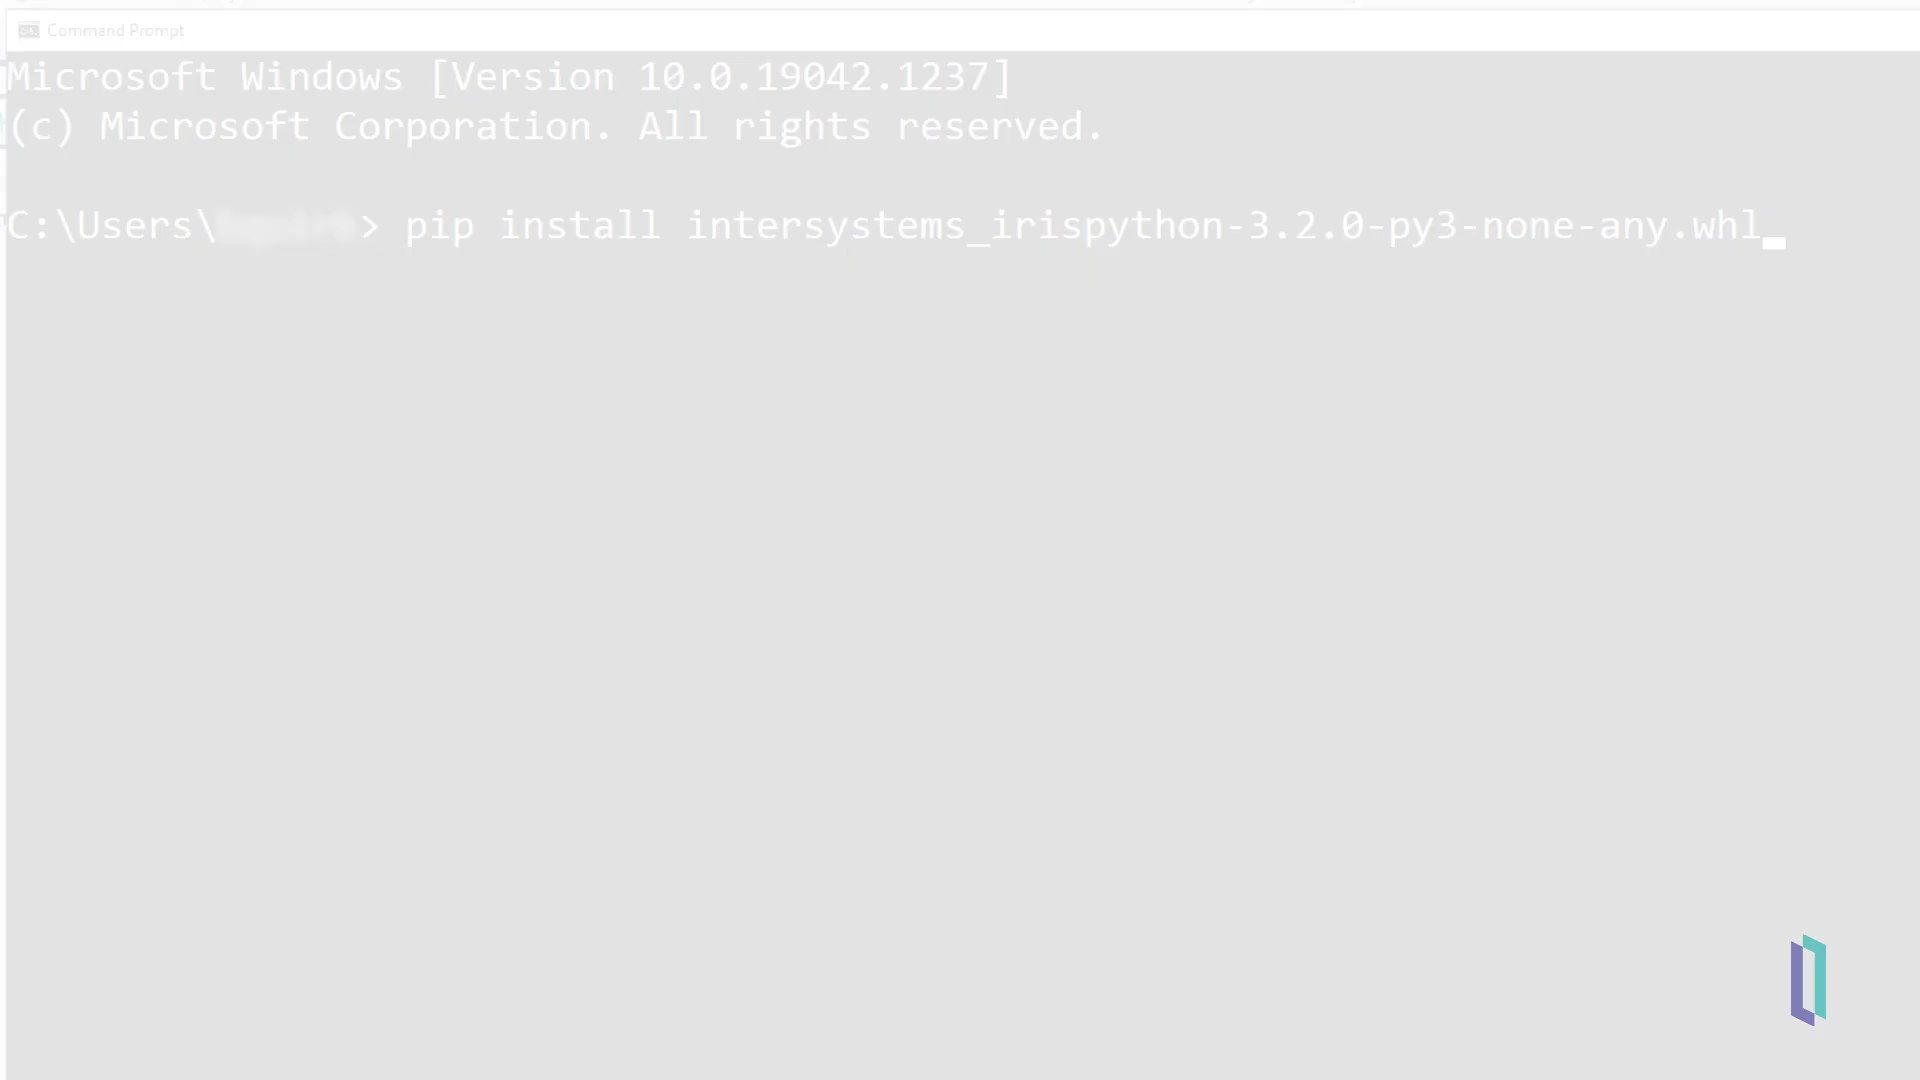 Command Prompt
Microsoft Windows [Version 10.0.19042.1237]
(c) Microsoft Corporation. All rights reserved.
C:\Users\> pip install intersystems_irispython-3.2.0-py3-none-any.whl